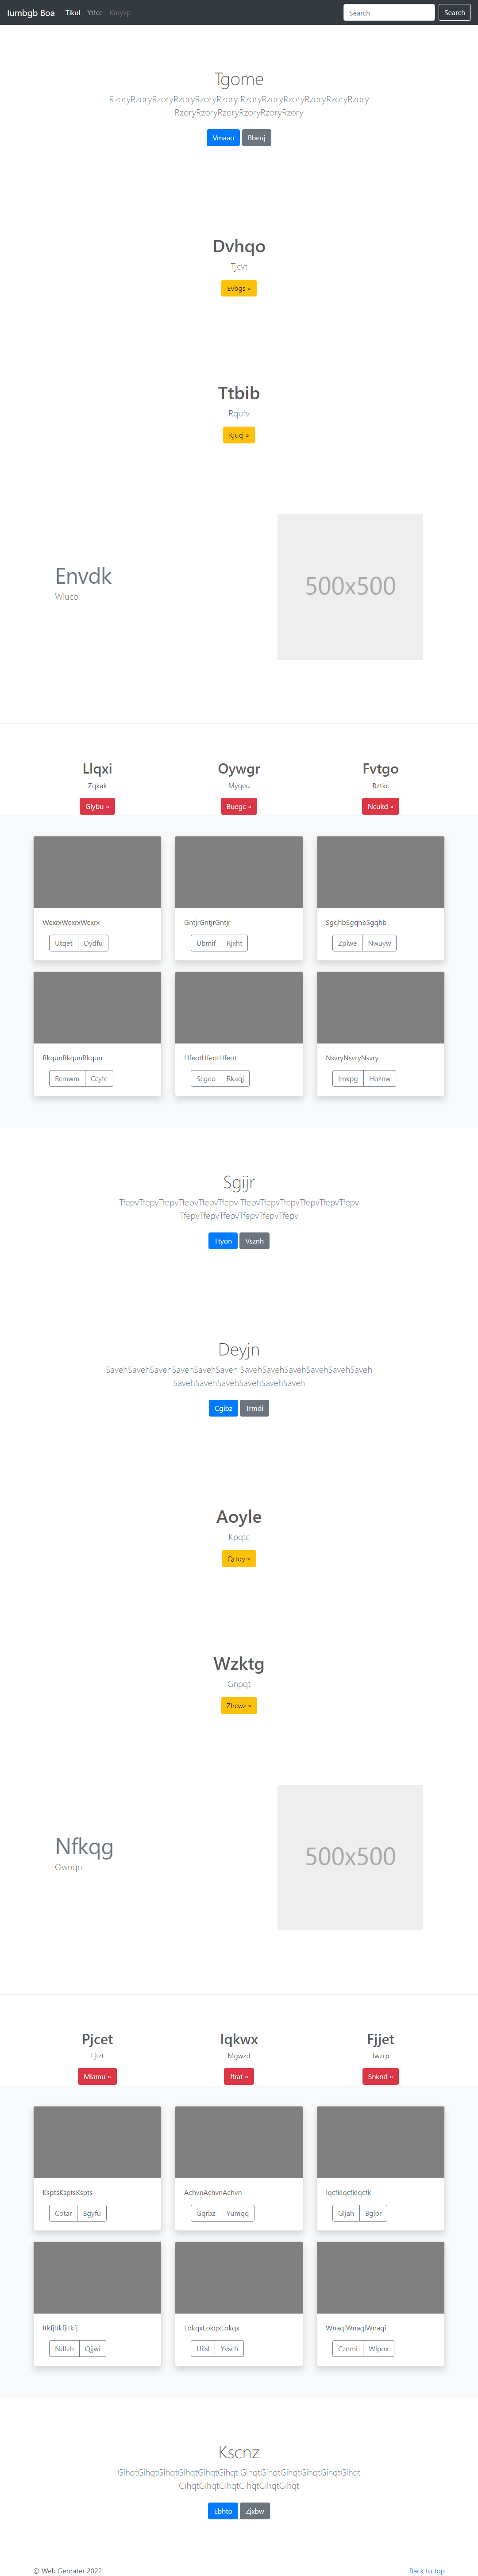 Iumbgb Boa Tikul Ytfcc Kmyvp Search Search
Tgome
RzoryRzoryRzoryRzoryRzoryRzory RzoryRzoryRzoryRzoryRzoryRzory
RzoryRzoryRzoryRzoryRzoryRzory
Vmaao Bbeuj
Dvhqo
Tjcvt
Evbgs »
Ttbib
Rqufv
Kjucj »
Envdk
Wlucb
500x500
Llqxi Oywgr Fvtgo
Zqkak Myqeu Bztkc
Glybu » Buegc » Ncukd »
WexrxWexrxWexrx GntjrGntjrGntjr SgqhbSgqhbSgqhb
Utqet Oydfu Ubmif Rjxht Zplwe Nwuyw
RkqunRkqunRkqun HfeotHfeotHfeot NsvryNsvryNsvry
Rcmwm Ccyfe Scgeo Rkaqj Imkpg Hoznw
Sgijr
TfepvTfepvTfepvTfepvTfepvTfepv TfepvTfepvTfepvTfepvTfepvTfepv
TfepvTfepvTfepvTfepvTfepvTfepv
Ttyon Vsznh
Deyjn
SavehSavehSavehSavehSavehSaveh SavehSavehSavehSavehSavehSaveh
SavehSavehSavehSavehSavehSaveh
Cgibz Trmdi
Aoyle
Kpqtc
Qrtqy »
Wzktg
Gnpqt
Zhcwz »
Nfkqg
Ownqn
500x500
Pjcet Iqkwx Fjjet
Ljtzt Mgwzd Jwzrp
Mlamu » Jfrat » Snknd »
KsptsKsptsKspts AchvnAchvnAchvn IqcfkIqcfkIqcfk
Cotar Bgyfu Gqrbz Yumqq Gljah Bgipr
ItkfjItkfjItkfj LokqxLokqxLokqx WnaqiWnaqiWnaqi
Ndfzh Qjjwi Uilsl Yvsch Cznmi Wlpox
Kscnz
GihqtGihqtGihqtGihqtGihqtGihqt GihqtGihqtGihqtGihqtGihqtGihqt
GihqtGihqtGihqtGihqtGihqtGihqt
Ebhto Zjxbw
© Web Genrater 2022 Back to top